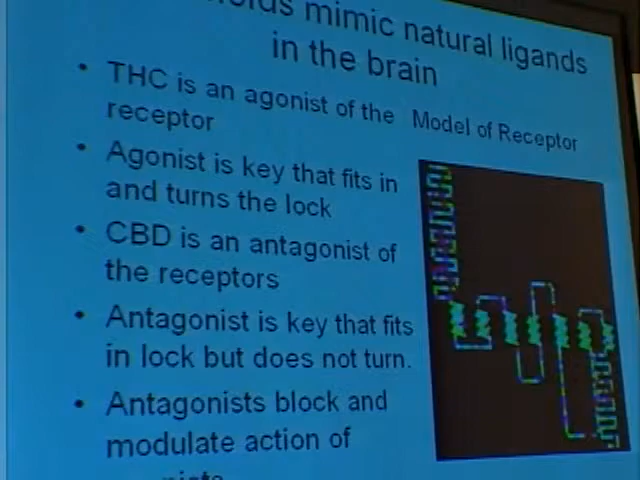 mimic natural ligands
in the brain
• THC is an agonist of the
receptor
• Agonist is key that fits in
and turns the lock
• CBD is an antagonist of
the receptors
• Antagonist is key that fits
in lock but does not turn.
• Antagonists block and
modulate action of
Model of Receptor